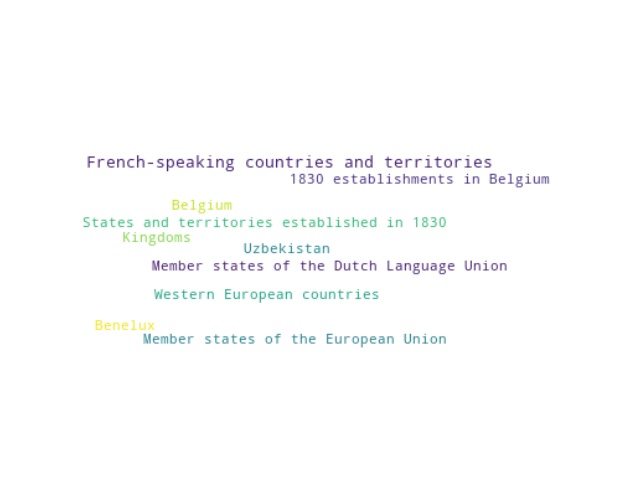 French-speaking countries and territories
1830 establishments in Belgium
Belgium
States and territories established in 1830
Kingdoms
Uzbekistan
Member states of the Dutch Language Union
Western European countries
Benelux
Member states of the European Union